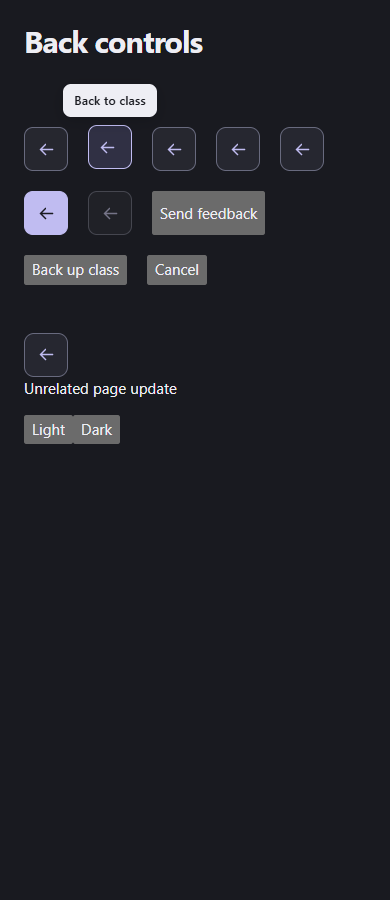 Back controls
Back to class
Send feedback
Back up class
Cancel
Unrelated page update
Light
Dark